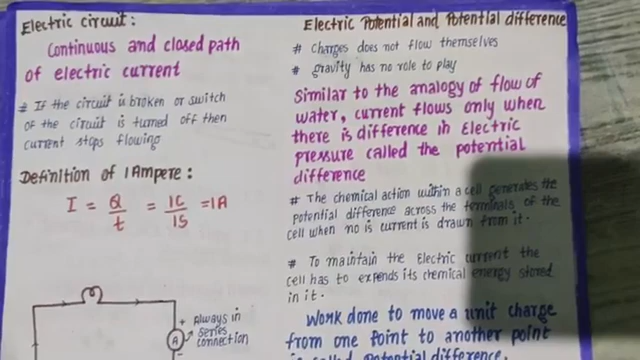 Electric circuit:
Continuous and closed path
of electric current
# If the circuit is broken or switch
of the circuit is turned off then
current stops flowing
Definition of 1 Ampere:
I = Q/t = 1C/1S = 1A
+ Always in
A series
- connection
Electric Potential and Potential difference
# charges does not flow themselves
# gravity has no role to play
Similar to the analogy of flow of
water, current flows only when
there is difference in Electric
pressure called the potential
difference
# The chemical action within a cell generates the
potential difference across the terminals of the
cell when no is current is drawn from it.
# To maintain the Electric current the
cell has to expends its chemical energy stored
in it.
Work done to move a unit charge
from one point to another point
is called Potential difference.